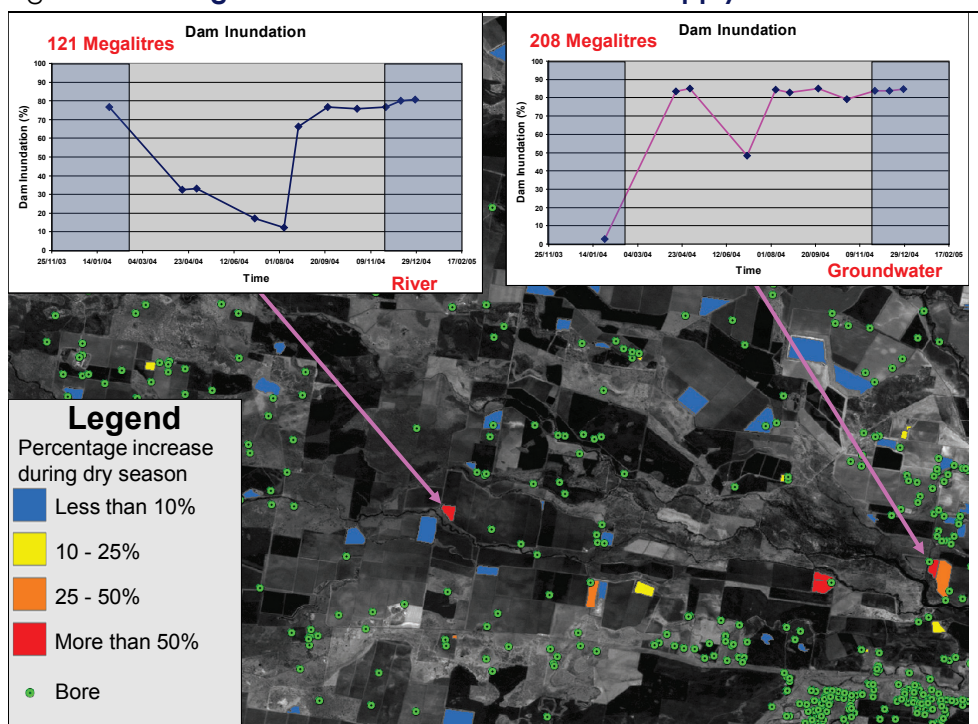 Dam Inundation
121 Megalitres
100
90
80
70
60
50
40
30
20
10
0
Dam Inundation (%)
25/11/03 14/01/04 04/03/04 23/04/04 12/06/04 01/08/04 20/09/04 09/11/04 29/12/04 17/02/05
Time
River
Dam Inundation
208 Megalitres
100
90
80
70
60
50
40
30
20
10
0
Dam Inundation (%)
25/11/03 14/01/04 04/03/04 23/04/04 12/06/04 01/08/04 20/09/04 09/11/04 29/12/04 17/02/05
Time
Groundwater
Legend
Percentage increase
during dry season
Less than 10%
10 - 25%
25 - 50%
More than 50%
Bore